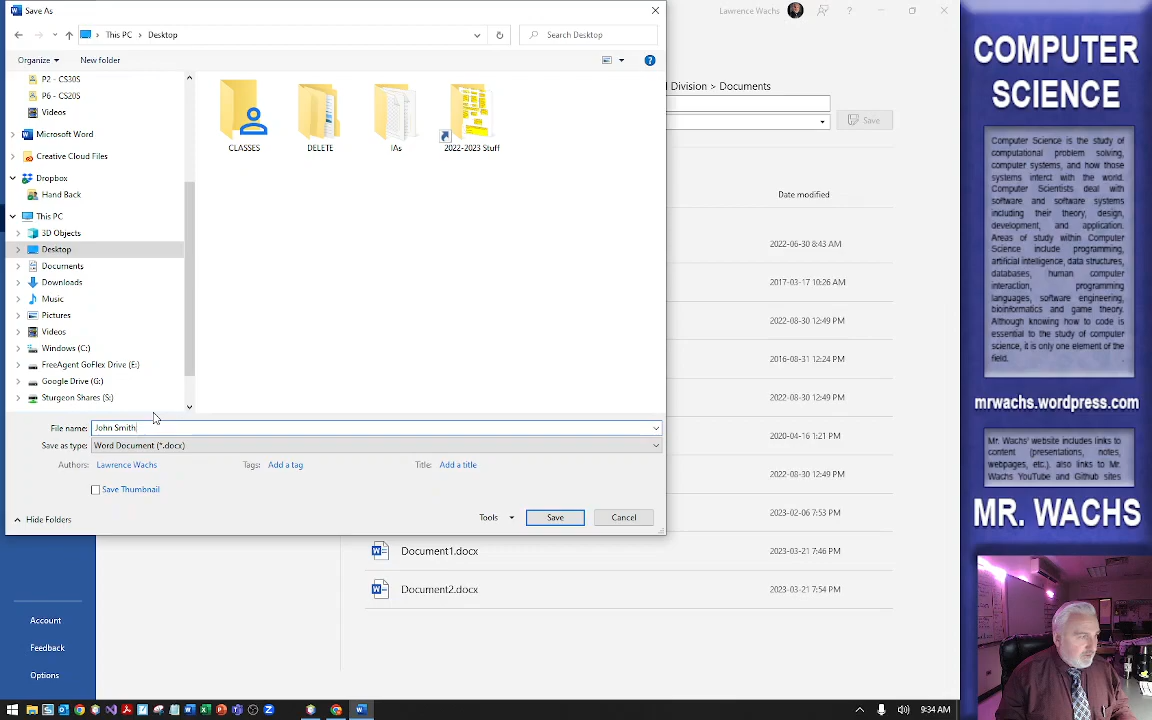 Save As
Lawrence Wachs
?
This PC > Desktop
Search Desktop
Organize
New folder
?
P2 - CS30S
P6 - CS20S
Videos
Microsoft Word
Creative Cloud Files
Dropbox
Hand Back
This PC
3D Objects
Desktop
Documents
Downloads
Music
Pictures
Videos
Windows (C:)
FreeAgent GoFlex Drive (E:)
Google Drive (G:)
Sturgeon Shares (S:)
CLASSES
DELETE
IAs
2022-2023 Stuff
File name: John Smith
Save as type: Word Document (*.docx)
Authors: Lawrence Wachs
Tags: Add a tag
Title: Add a title
Save Thumbnail
Hide Folders
Tools
Save
Cancel
Division > Documents
Save
Date modified
2022-06-30 8:43 AM
2017-03-17 10:26 AM
2022-08-30 12:49 PM
2016-08-31 12:24 PM
2022-08-30 12:49 PM
2020-04-16 1:21 PM
2022-08-30 12:49 PM
2023-02-06 7:53 PM
Document1.docx 2023-03-21 7:46 PM
Document2.docx 2023-03-21 7:54 PM
Account
Feedback
Options
9:34 AM
COMPUTER
SCIENCE
Computer Science is the study of
computational problem solving,
computer systems, and how those
systems interct with the world.
Computer Scientists deal with
software and software systems
including their theory, design,
development, and application.
Areas of study within Computer
Science include programming,
artificial intelligence, data structures,
databases, human computer
interaction, programming
languages, software engineering,
bioinformatics and game theory.
Although knowing how to code is
essential to the study of computer
science, it is only one element of the
field.
mrwachs.wordpress.com
Mr. Wachs' website includes links to
content (presentations, notes,
webpages, etc.) also links to Mr.
Wachs YouTube and Github sites
MR. WACHS